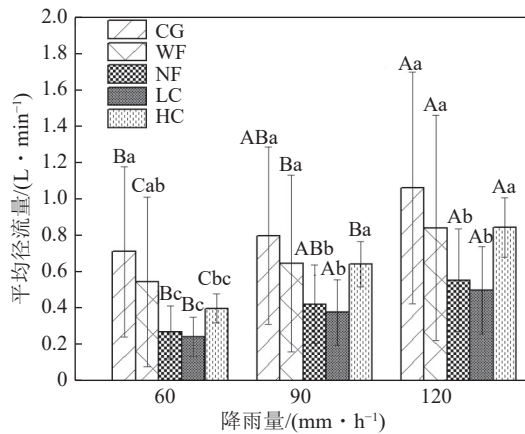 2.0
1.8
1.6
1.4
1.2
1.0
0.8
0.6
0.4
0.2
0
平均径流量/(L·min⁻¹)
CG
WF
NF
LC
HC
Ba
Cab
Bc
Bc
Cbc
ABa
Ba
ABb
Ab
Ba
Aa
Aa
Ab
Ab
Aa
60
90
120
降雨量/(mm·h⁻¹)